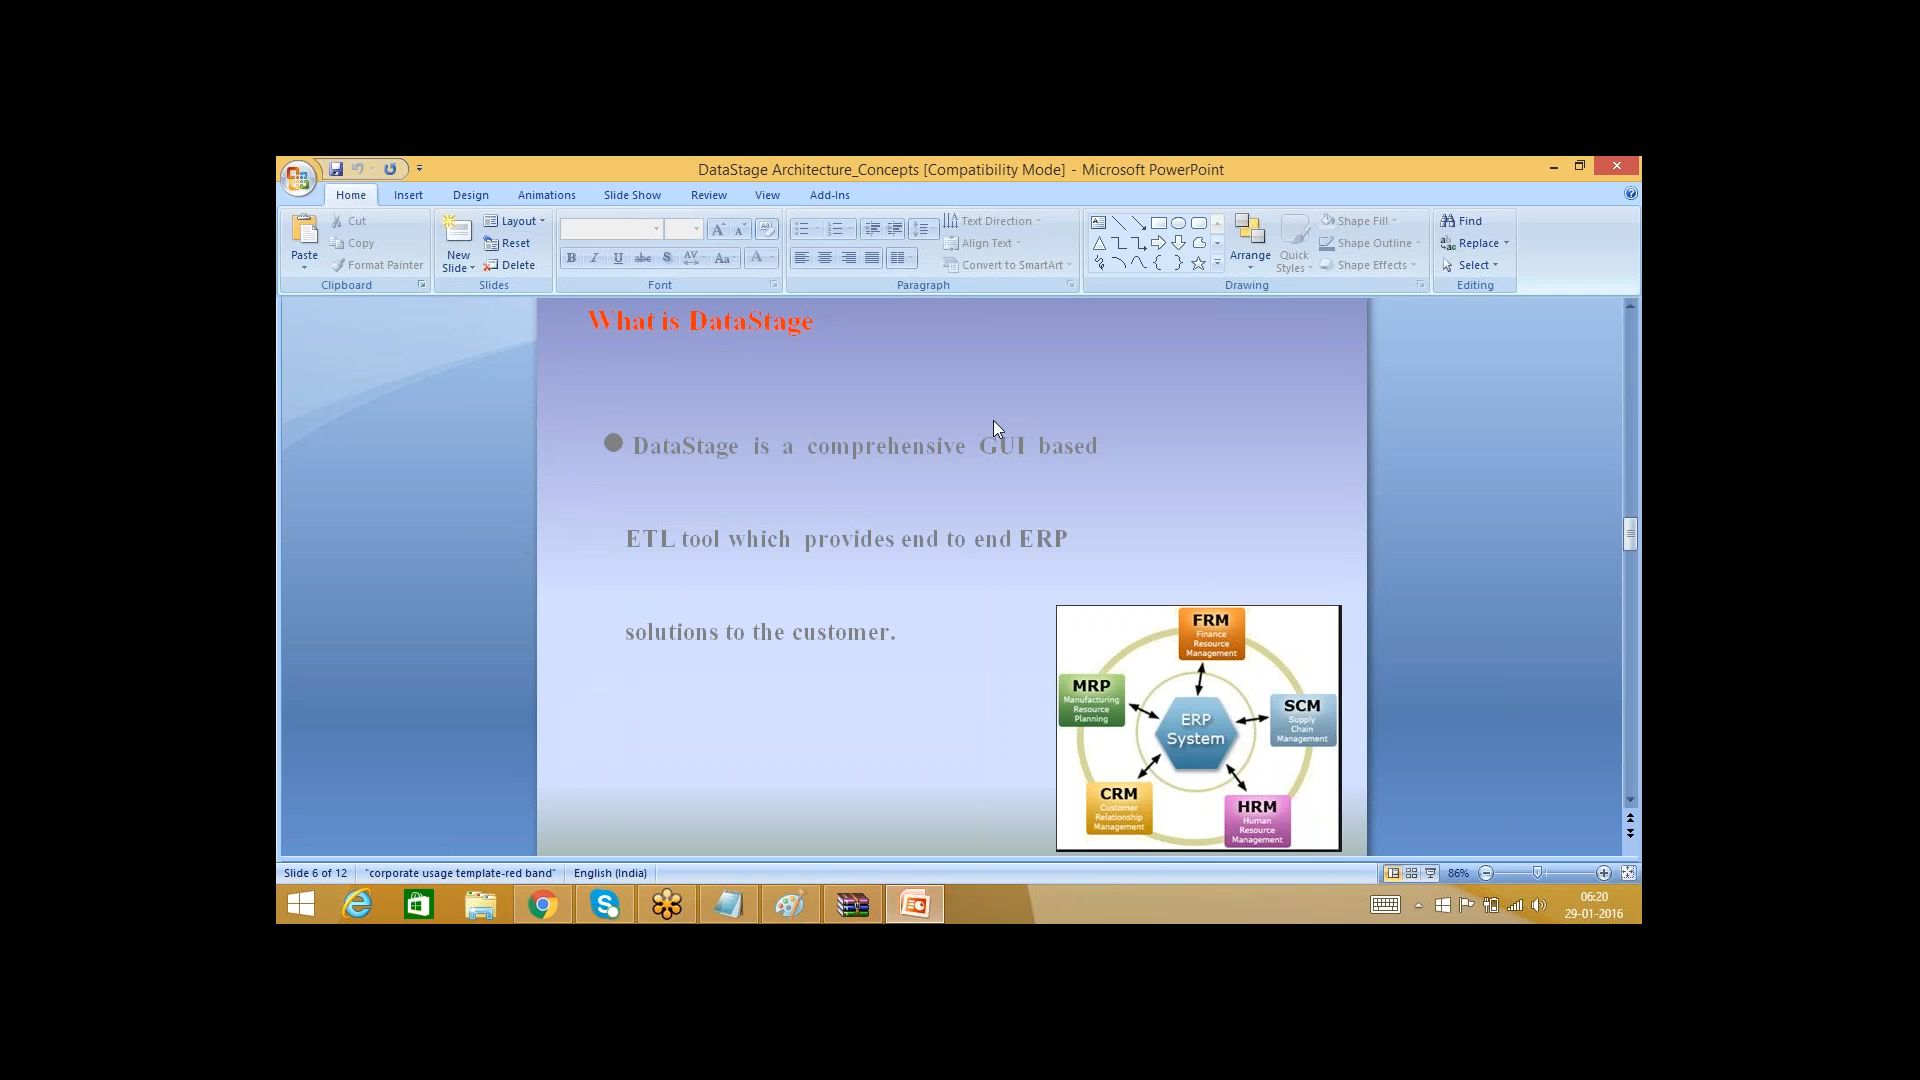 DataStage Architecture_Concepts [Compatibility Mode] - Microsoft PowerPoint
Home Insert Design Animations Slide Show Review View Add-Ins
Paste
Cut
Copy
Format Painter
Clipboard
New Slide
Layout
Reset
Delete
Slides
Font
Text Direction
Align Text
Convert to SmartArt
Paragraph
Arrange
Quick Styles
Shape Fill
Shape Outline
Shape Effects
Drawing
Find
Replace
Select
Editing
What is DataStage
DataStage is a comprehensive GUI based
ETL tool which provides end to end ERP
solutions to the customer.
FRM
Finance
Resource
Management
MRP
Manufacturing
Resource
Planning
ERP
System
SCM
Supply
Chain
Management
CRM
Customer
Relationship
Management
HRM
Human
Resource
Management
Slide 6 of 12 "corporate usage template-red band" English (India) 86%
06:20
29-01-2016